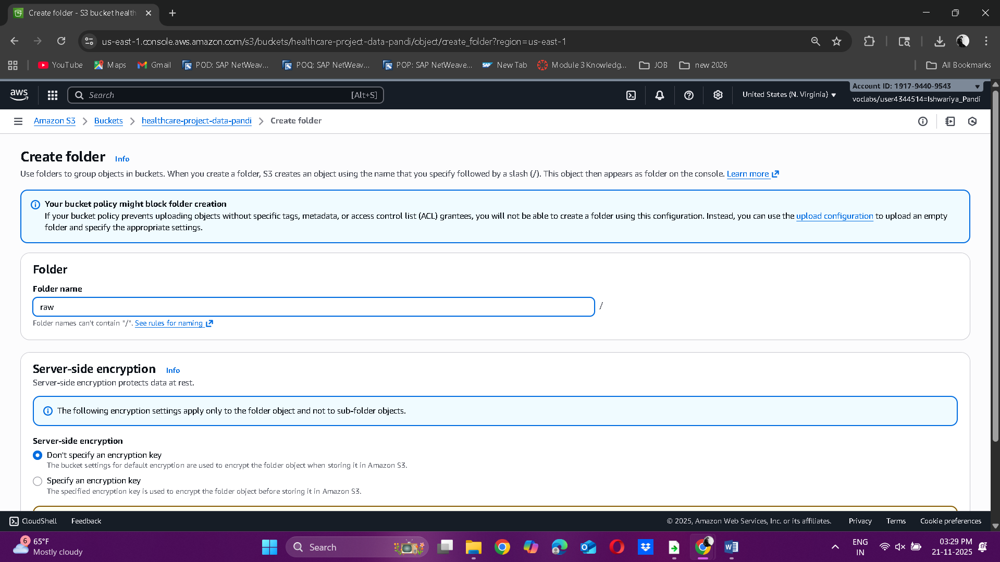 Create folder - S3 bucket health
us-east-1.console.aws.amazon.com/s3/buckets/healthcare-project-data-pandi/object/create_folder?region=us-east-1
YouTube Maps Gmail POD: SAP NetWeav... POQ: SAP NetWeav... POP: SAP NetWeave... SAP New Tab Module 3 Knowledg... JOB new 2026 All Bookmarks
aws Search [Alt+S] United States (N. Virginia) Account ID: 1917-9440-9543
voclabs/user4344514=Ishwariya_Pandi
Amazon S3 Buckets healthcare-project-data-pandi Create folder
Create folder Info
Use folders to group objects in buckets. When you create a folder, S3 creates an object using the name that you specify followed by a slash (/). This object then appears as folder on the console. Learn more
Your bucket policy might block folder creation
If your bucket policy prevents uploading objects without specific tags, metadata, or access control list (ACL) grantees, you will not be able to create a folder using this configuration. Instead, you can use the upload configuration to upload an empty
folder and specify the appropriate settings.
Folder
Folder name
raw /
Folder names can't contain "/". See rules for naming
Server-side encryption Info
Server-side encryption protects data at rest.
The following encryption settings apply only to the folder object and not to sub-folder objects.
Server-side encryption
Don't specify an encryption key
The bucket settings for default encryption are used to encrypt the folder object when storing it in Amazon S3.
Specify an encryption key
The specified encryption key is used to encrypt the folder object before storing it in Amazon S3.
CloudShell Feedback © 2025, Amazon Web Services, Inc. or its affiliates. Privacy Terms Cookie preferences
6 65°F
Mostly cloudy
Search
ENG
IN
03:29 PM
21-11-2025